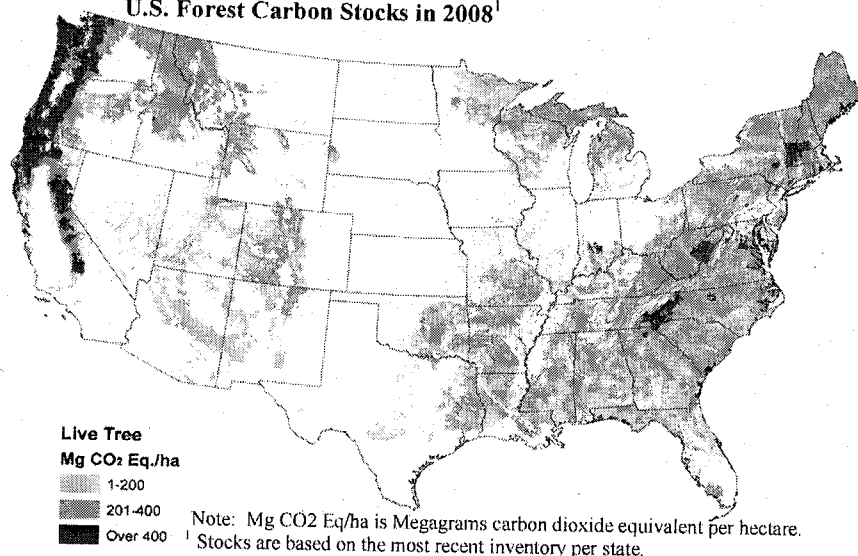 U.S. Forest Carbon Stocks in 2008¹
Live Tree
Mg CO₂ Eq./ha
1-200
201-400
Over 400
Note: Mg CO2 Eq/ha is Megagrams carbon dioxide equivalent per hectare.
¹ Stocks are based on the most recent inventory per state.